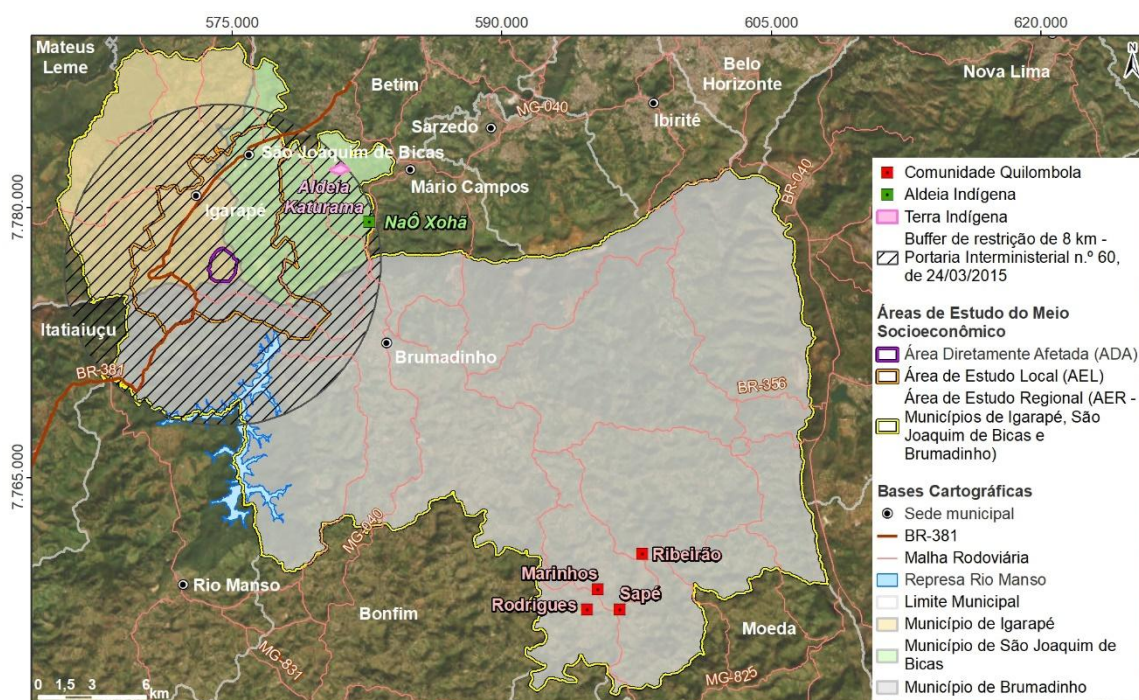 575.000
590.000
605.000
620.000
Mateus
Leme
N
Betim
Belo
Horizonte
Nova Lima
MG-040
Ibirité
Sarzedo
São Joaquim de Bicas
BR-040
7.780.000
Aldeia
Katurama
Mário Campos
Igarapé
NaÔ Xohã
Itatiaiuçu
Brumadinho
BR-381
BR-356
7.765.000
MG-040
Ribeirão
Rio Manso
Marinhos
Rodrigues
Sapé
Bonfim
Moeda
MG-831
MG-825
0 1,5 3 6
km
Comunidade Quilombola
Aldeia Indígena
Terra Indígena
Buffer de restrição de 8 km -
Portaria Interministerial n.º 60,
de 24/03/2015
Áreas de Estudo do Meio
Socioeconômico
Área Diretamente Afetada (ADA)
Área de Estudo Local (AEL)
Área de Estudo Regional (AER -
Municípios de Igarapé, São
Joaquim de Bicas e
Brumadinho)
Bases Cartográficas
Sede municipal
BR-381
Malha Rodoviária
Represa Rio Manso
Limite Municipal
Município de Igarapé
Município de São Joaquim de
Bicas
Município de Brumadinho